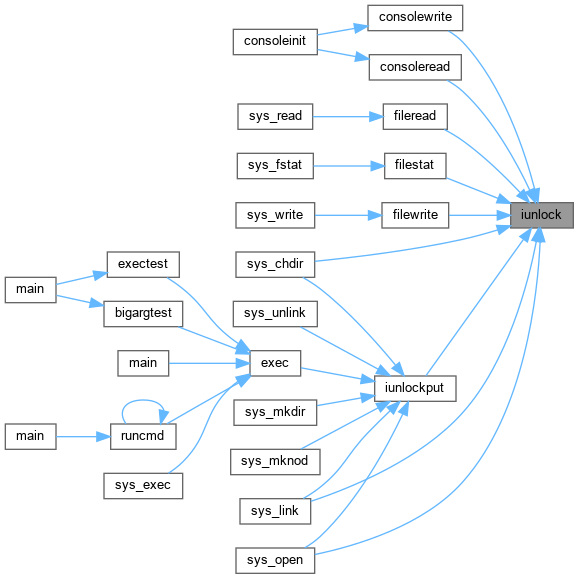 consolewrite
consoleinit
consoleread
sys_read
fileread
sys_fstat
filestat
sys_write
filewrite
iunlock
sys_chdir
exectest
main
bigargtest
sys_unlink
main
exec
iunlockput
sys_mkdir
main
runcmd
sys_mknod
sys_exec
sys_link
sys_open